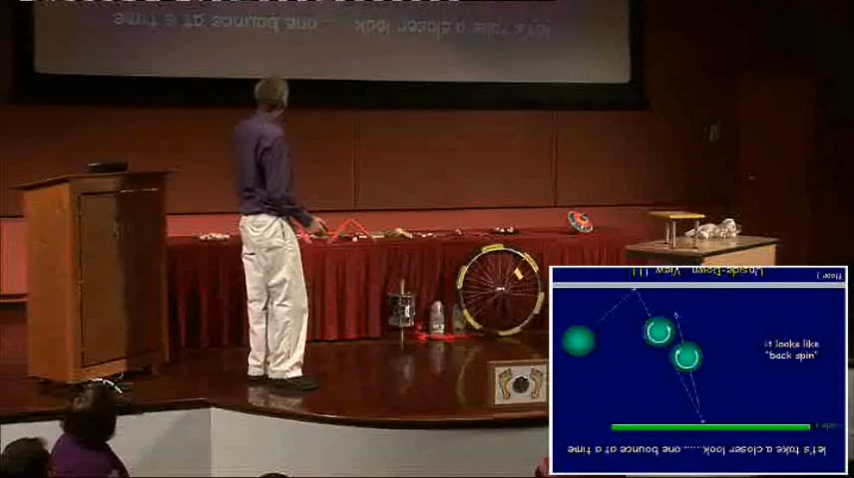 let's take a closer look.....one bounce at a time
Upside-Down View !!!
floor
it looks like
"back spin"
let's take a closer look.....one bounce at a time